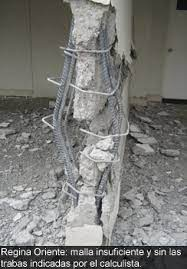 Regina Oriente: malla insuficiente y sin las
trabas indicadas por el calculista.